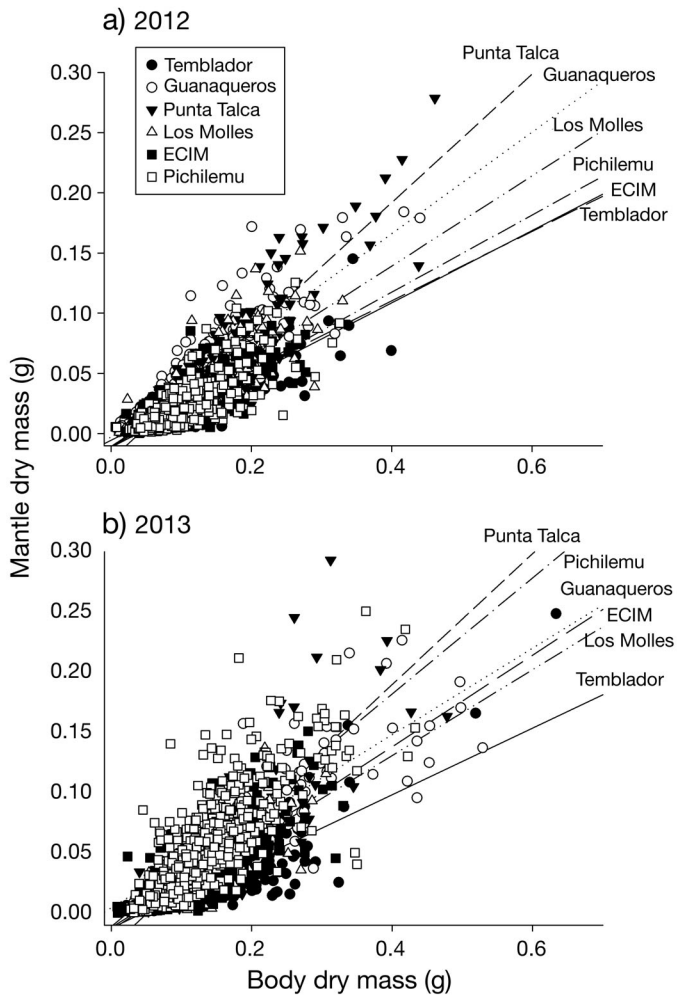 a) 2012
Temblador
Guanaqueros
Punta Talca
Los Molles
ECIM
Pichilemu
Punta Talca
Guanaqueros
Los Molles
Pichilemu
ECIM
Temblador
0.30
0.25
0.20
0.15
0.10
0.05
0.00
0.0 0.2 0.4 0.6
Mantle dry mass (g)
b) 2013
Punta Talca
Pichilemu
Guanaqueros
ECIM
Los Molles
Temblador
0.30
0.25
0.20
0.15
0.10
0.05
0.00
0.0 0.2 0.4 0.6
Body dry mass (g)